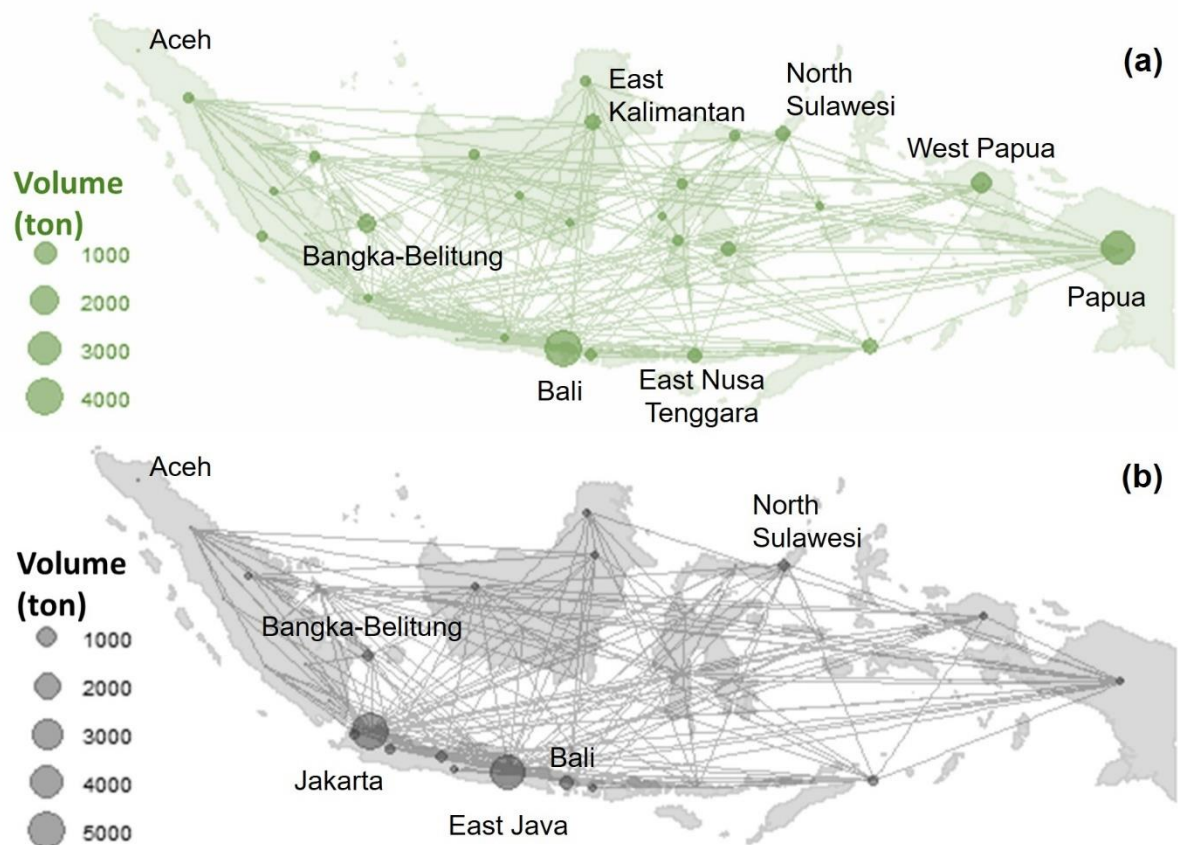 (a)
Aceh
East
Kalimantan
North
Sulawesi
West Papua
Volume
(ton)
1000
2000
3000
4000
Bangka-Belitung
Papua
Bali
East Nusa
Tenggara
(b)
Aceh
North
Sulawesi
Volume
(ton)
1000
2000
3000
4000
5000
Bangka-Belitung
Jakarta
Bali
East Java